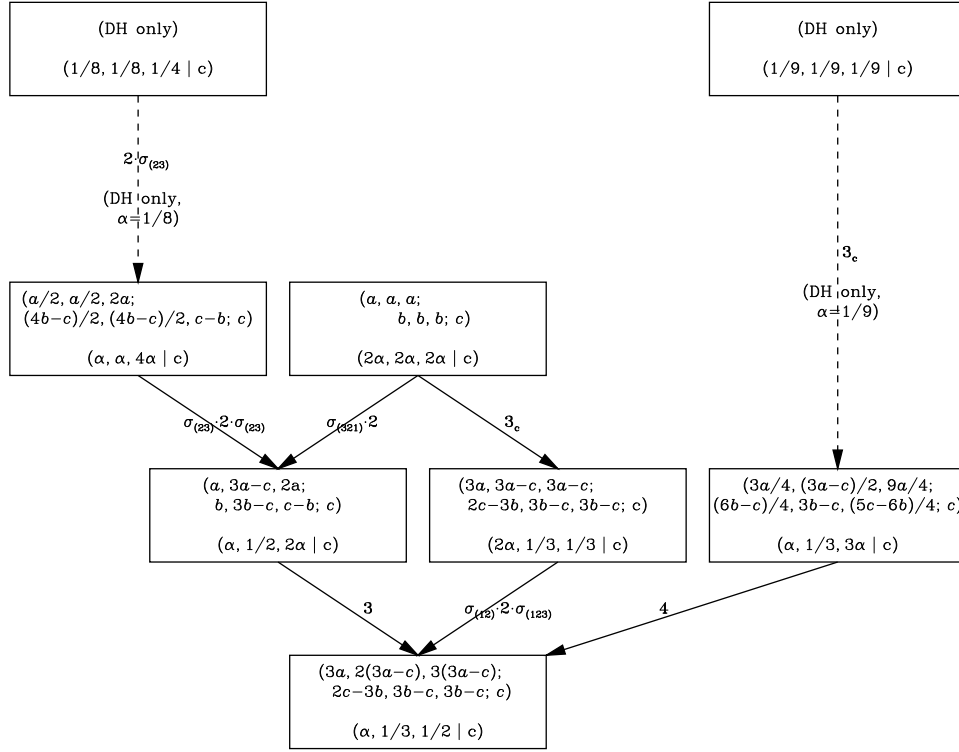 (DH only)
(1/8, 1/8, 1/4 | c)
(DH only)
(1/9, 1/9, 1/9 | c)
2·σ(23)
(DH only,
α=1/8)
3c
(DH only,
α=1/9)
(a/2, a/2, 2a;
(4b−c)/2, (4b−c)/2, c−b; c)
(α, α, 4α | c)
(a, a, a;
b, b, b; c)
(2α, 2α, 2α | c)
σ(23)·2·σ(23)
σ(321)·2
3c
(a, 3a−c, 2a;
b, 3b−c, c−b; c)
(α, 1/2, 2α | c)
(3a, 3a−c, 3a−c;
2c−3b, 3b−c, 3b−c; c)
(2α, 1/3, 1/3 | c)
(3a/4, (3a−c)/2, 9a/4;
(6b−c)/4, 3b−c, (5c−6b)/4; c)
(α, 1/3, 3α | c)
3
σ(12)·2·σ(123)
4
(3a, 2(3a−c), 3(3a−c);
2c−3b, 3b−c, 3b−c; c)
(α, 1/3, 1/2 | c)